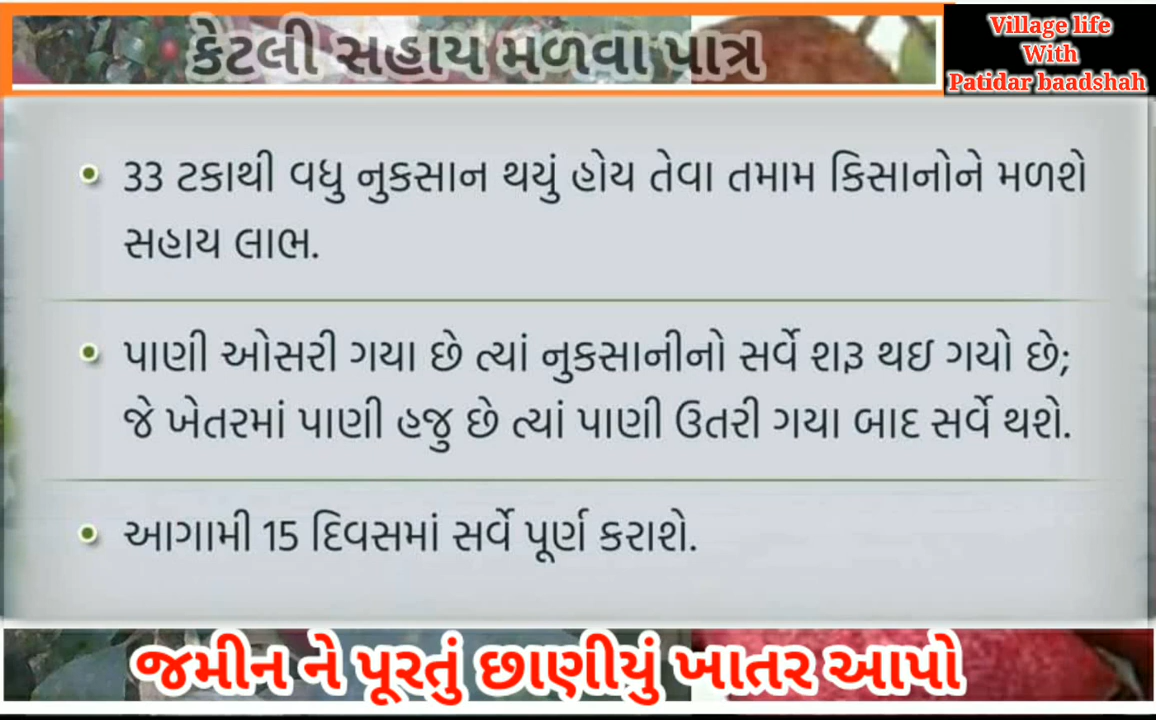 કેટલી સહાય મળવા પાત્ર
Village life
With
Patidar baadshah
• 33 ટકાથી વધુ નુકસાન થયું હોય તેવા તમામ કિસાનોને મળશે
સહાય લાભ.
• પાણી ઓસરી ગયા છે ત્યાં નુકસાનીનો સર્વે શરૂ થઇ ગયો છે;
જે ખેતરમાં પાણી હજુ છે ત્યાં પાણી ઉતરી ગયા બાદ સર્વે થશે.
• આગામી 15 દિવસમાં સર્વે પૂર્ણ કરાશે.
જમીન ને પૂરતું છાણીયું ખાતર આપો